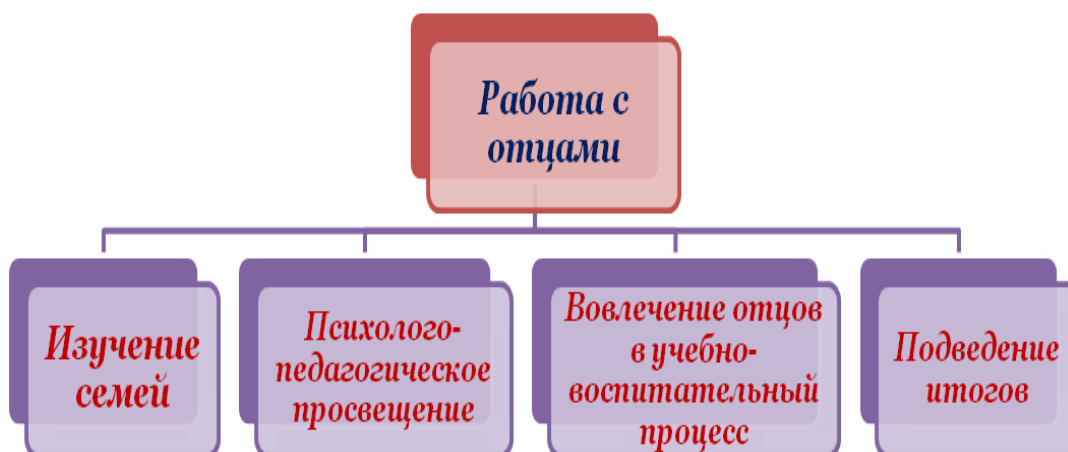 Работа с
отцами
Изучение
семей
Психолого-
педагогическое
просвещение
Вовлечение отцов
в учебно-
воспитательный
процесс
Подведение
итогов